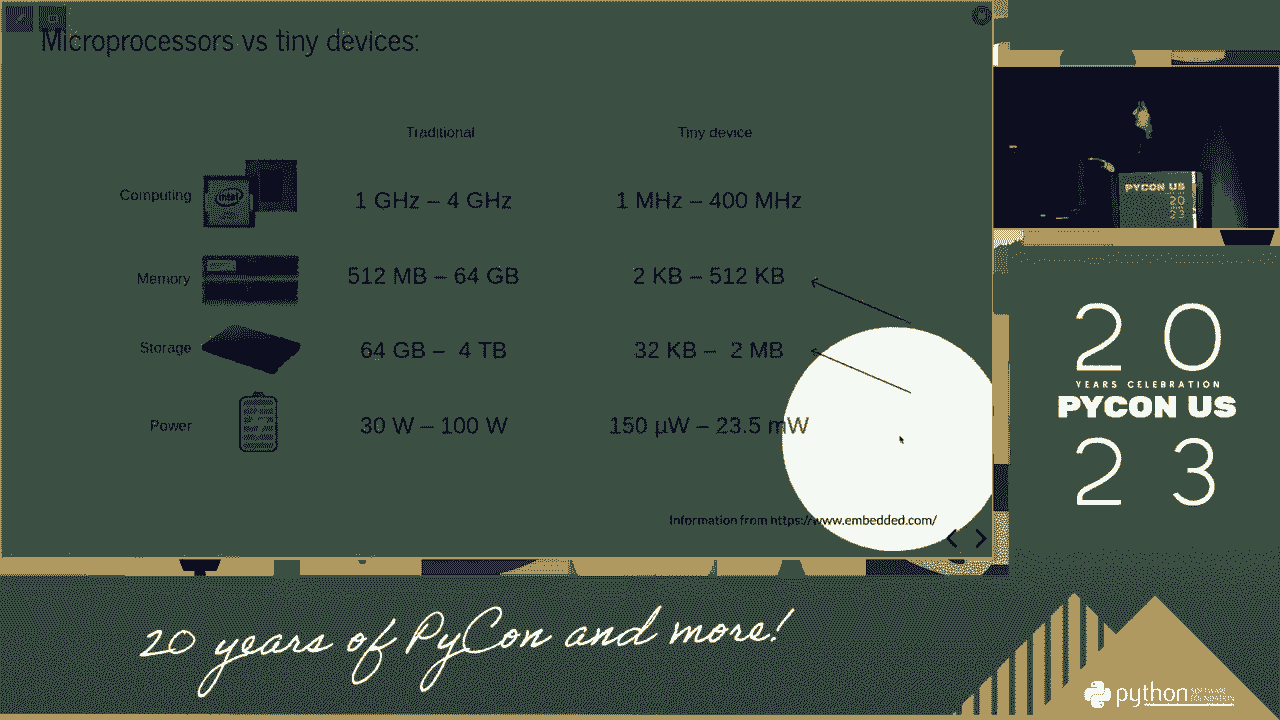 Microprocessors vs tiny devices:
Traditional Tiny device
Computing 1 GHz – 4 GHz 1 MHz – 400 MHz
Memory 512 MB – 64 GB 2 KB – 512 KB
Storage 64 GB – 4 TB 32 KB – 2 MB
Power 30 W – 100 W 150 µW – 23.5 mW
Information from https://www.embedded.com/
intel
PYCON US
20
23
20
YEARS CELEBRATION
PYCON US
23
20 years of PyCon and more!
python SOFTWARE
FOUNDATION